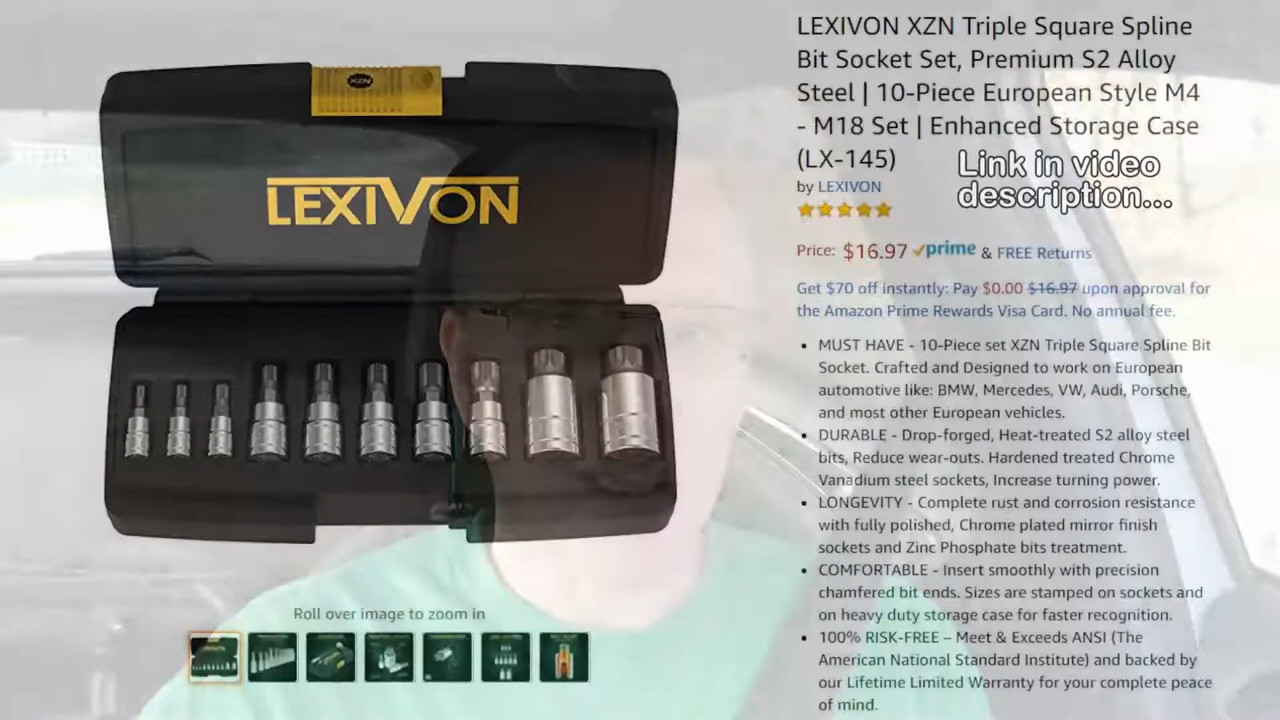 XZN
LEXIVON
Roll over image to zoom in
LEXIVON XZN Triple Square Spline
Bit Socket Set, Premium S2 Alloy
Steel | 10-Piece European Style M4
- M18 Set | Enhanced Storage Case
(LX-145)
Link in video
description...
by LEXIVON
Price: $16.97 prime & FREE Returns
Get $70 off instantly: Pay $0.00 $16.97 upon approval for
the Amazon Prime Rewards Visa Card. No annual fee.
• MUST HAVE - 10-Piece set XZN Triple Square Spline Bit
Socket. Crafted and Designed to work on European
automotive like: BMW, Mercedes, VW, Audi, Porsche,
and most other European vehicles.
• DURABLE - Drop-forged, Heat-treated S2 alloy steel
bits, Reduce wear-outs. Hardened treated Chrome
Vanadium steel sockets, Increase turning power.
• LONGEVITY - Complete rust and corrosion resistance
with fully polished, Chrome plated mirror finish
sockets and Zinc Phosphate bits treatment.
• COMFORTABLE - Insert smoothly with precision
chamfered bit ends. Sizes are stamped on sockets and
on heavy duty storage case for faster recognition.
• 100% RISK-FREE – Meet & Exceeds ANSI (The
American National Standard Institute) and backed by
our Lifetime Limited Warranty for your complete peace
of mind.